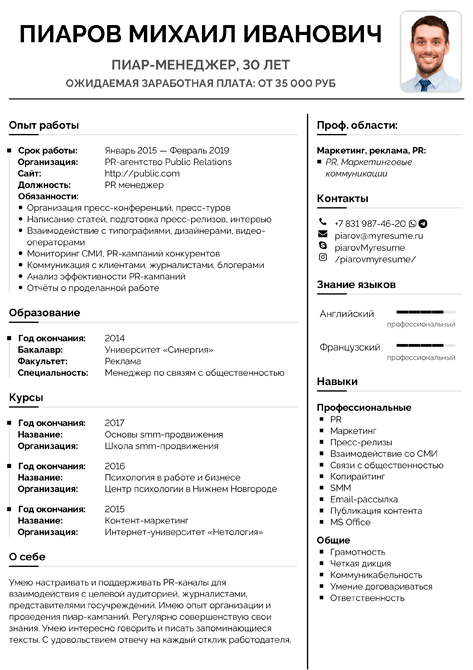 ПИАРОВ МИХАИЛ ИВАНОВИЧ
ПИАР-МЕНЕДЖЕР, 30 ЛЕТ
ОЖИДАЕМАЯ ЗАРАБОТНАЯ ПЛАТА: ОТ 35 000 РУБ
Опыт работы
Срок работы: Январь 2015 — Февраль 2019
Организация: PR-агентство Public Relations
Сайт: http://public.com
Должность: PR менеджер
Обязанности:
Организация пресс-конференций, пресс-туров
Написание статей, подготовка пресс-релизов, интервью
Взаимодействие с типографиями, дизайнерами, видео-
операторами
Мониторинг СМИ, PR-кампаний конкурентов
Коммуникация с клиентами, журналистами, блогерами
Анализ эффективности PR-кампаний
Отчёты о проделанной работе
Образование
Год окончания: 2014
Бакалавр: Университет «Синергия»
Факультет: Реклама
Специальность: Менеджер по связям с общественностью
Курсы
Год окончания: 2017
Название: Основы smm-продвижения
Организация: Школа smm-продвижения
Год окончания: 2016
Название: Психология в работе и бизнесе
Организация: Центр психологии в Нижнем Новгороде
Год окончания: 2015
Название: Контент-маркетинг
Организация: Интернет-университет «Нетология»
О себе
Умею настраивать и поддерживать PR-каналы для
взаимодействия с целевой аудиторией, журналистами,
представителями госучреждений. Имею опыт организации и
проведения пиар-кампаний. Регулярно совершенствую свои
знания. Умею интересно говорить и писать запоминающиеся
тексты. С удовольствием отвечу на каждый отклик работодателя.
Проф. области:
Маркетинг, реклама, PR:
PR, Маркетинговые
коммуникации
Контакты
+7 831 987-46-20
piarov@myresume.ru
piarovMyresume
/piarovmyresume/
Знание языков
Английский
профессиональный
Французский
профессиональный
Навыки
Профессиональные
PR
Маркетинг
Пресс-релизы
Взаимодействие со СМИ
Связи с общественностью
Копирайтинг
SMM
Email-рассылка
Публикация контента
MS Office
Общие
Грамотность
Четкая дикция
Коммуникабельность
Умение договариваться
Ответственность